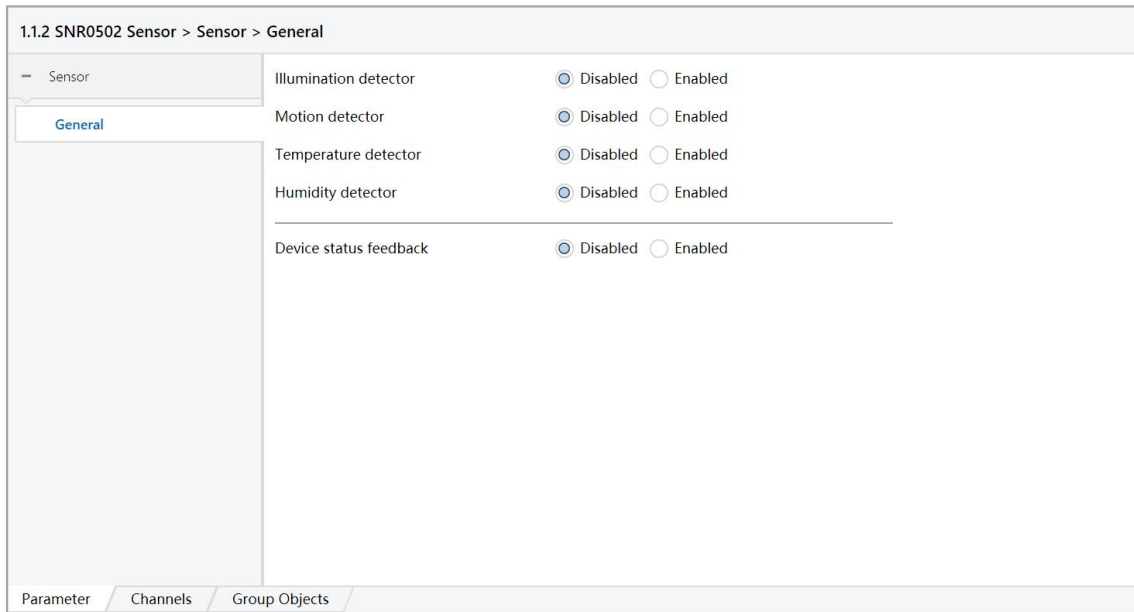 1.1.2 SNR0502 Sensor > Sensor > General
Sensor
General
Illumination detector Disabled Enabled
Motion detector Disabled Enabled
Temperature detector Disabled Enabled
Humidity detector Disabled Enabled
Device status feedback Disabled Enabled
Parameter Channels Group Objects